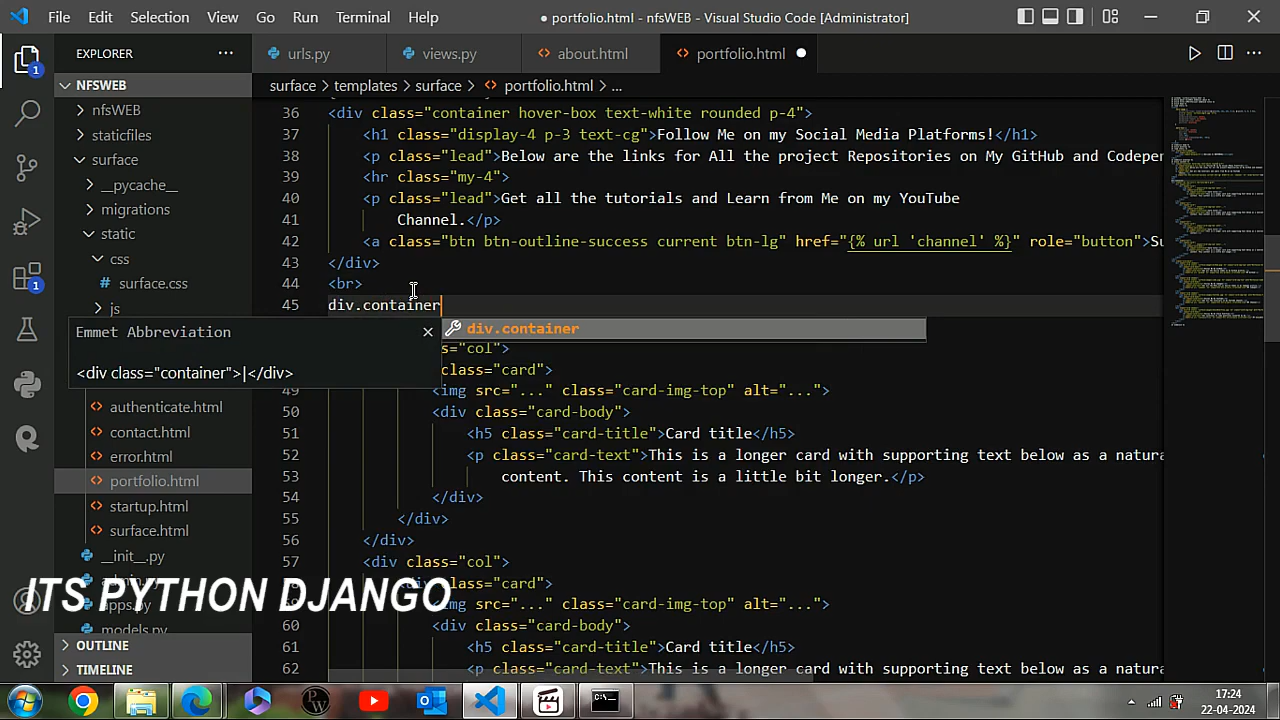 File Edit View Go Run Terminal Help
portfolio.html - nfsWEB - Visual Studio Code [Administrator]
EXPLORER
urls.py
views.py
about.html
portfolio.html
1
NFSWEB
surface > templates > surface > portfolio.html > ...
nfsWEB
staticfiles
surface
__pycache__
migrations
static
css
surface.css
js
1
authenticate.html
contact.html
error.html
portfolio.html
startup.html
surface.html
__init__.py
apps.py
models.py
OUTLINE
TIMELINE
36 <div class="container hover-box text-white rounded p-4">
37 <h1 class="display-4 p-3 text-cg">Follow Me on my Social Media Platforms!</h1>
38 <p class="lead">Below are the links for All the project Repositories on My GitHub and Codepe
39 <hr class="my-4">
40 <p class="lead">Get all the tutorials and Learn from Me on my YouTube
41 Channel.</p>
42 <a class="btn btn-outline-success current btn-lg" href="{% url 'channel' %}" role="button">Su
43 </div>
44 <br>
45 div.container
Emmet Abbreviation
<div class="container">|</div>
div.container
s="col">
class="card">
49 <img src="..." class="card-img-top" alt="...">
50 <div class="card-body">
51 <h5 class="card-title">Card title</h5>
52 <p class="card-text">This is a longer card with supporting text below as a natura
53 content. This content is a little bit longer.</p>
54 </div>
55 </div>
56 </div>
57 <div class="col">
class="card">
<img src="..." class="card-img-top" alt="...">
60 <div class="card-body">
61 <h5 class="card-title">Card title</h5>
62 <p class="card-text">This is a longer card with supporting text below as a natura
ITS PYTHON DJANGO
17:24
22-04-2024